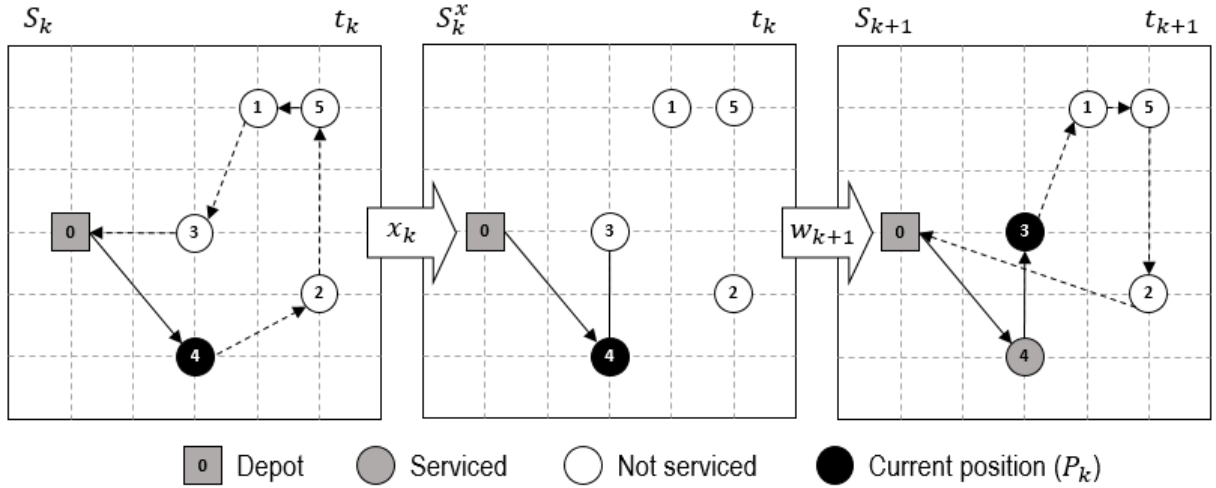 S_k t_k S_k^x t_k S_{k+1} t_{k+1}
1 5 1 5 1 5
0 3 x_k 0 3 w_{k+1} 0 3
2 2 2
4 4 4
0 Depot Serviced Not serviced Current position (P_k)